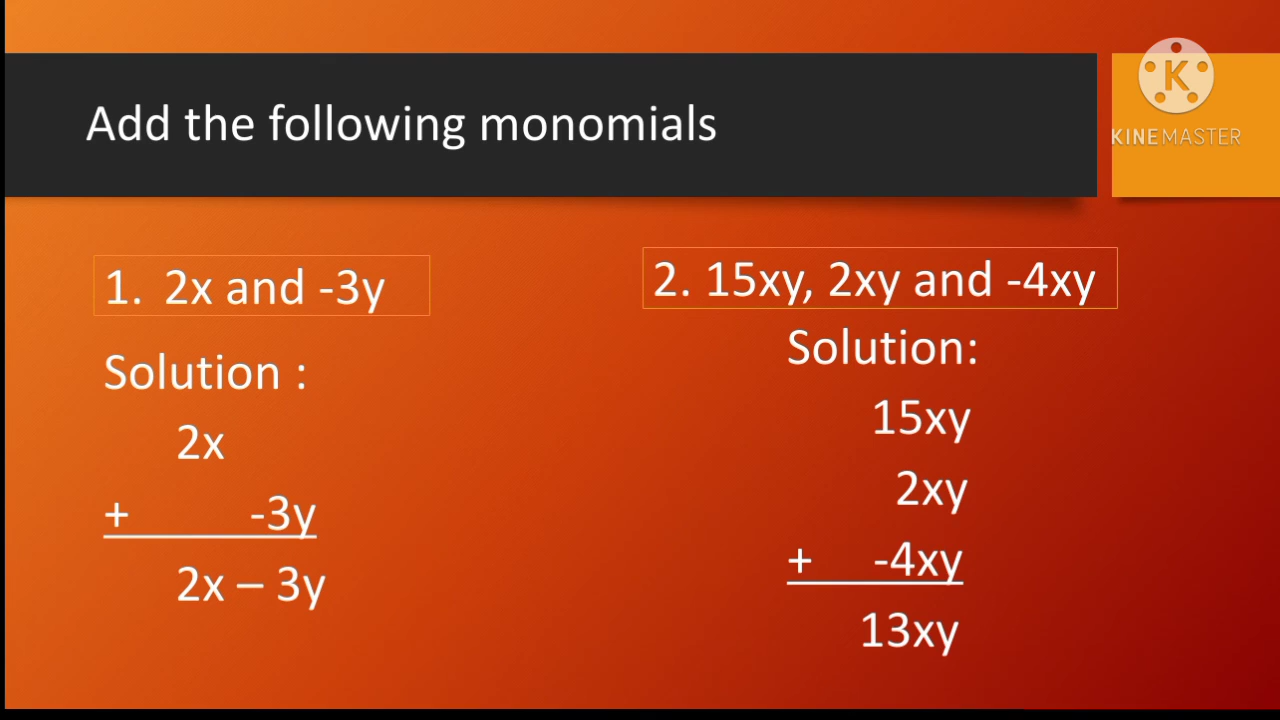 Add the following monomials
K
KINEMASTER
1. 2x and -3y
Solution :
2x
+ -3y
2x – 3y
2. 15xy, 2xy and -4xy
Solution:
15xy
2xy
+ -4xy
13xy